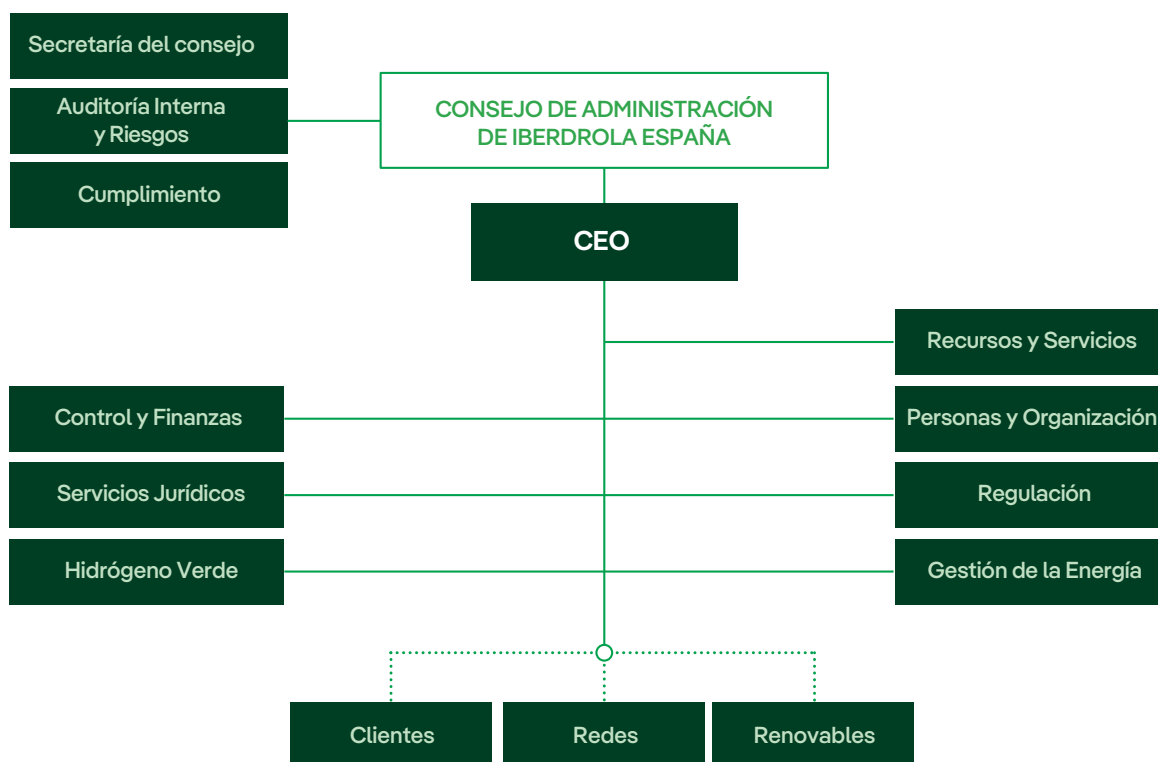 Secretaría del consejo
Auditoría Interna
y Riesgos
Cumplimiento
CONSEJO DE ADMINISTRACIÓN
DE IBERDROLA ESPAÑA
CEO
Recursos y Servicios
Control y Finanzas
Personas y Organización
Servicios Jurídicos
Regulación
Hidrógeno Verde
Gestión de la Energía
Clientes
Redes
Renovables